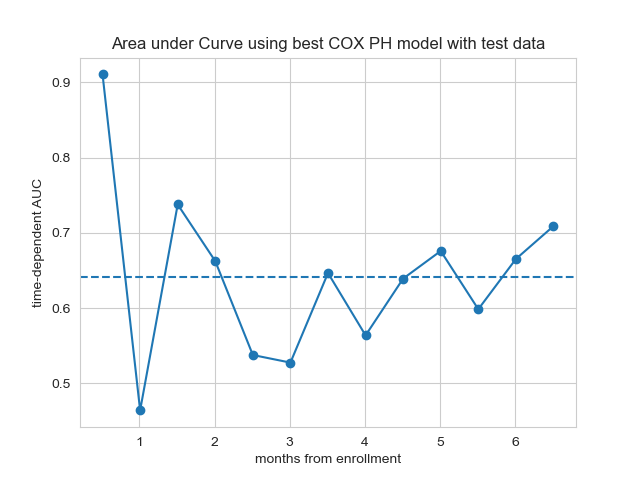 Area under Curve using best COX PH model with test data
time-dependent AUC
0.9
0.8
0.7
0.6
0.5
1 2 3 4 5 6
months from enrollment